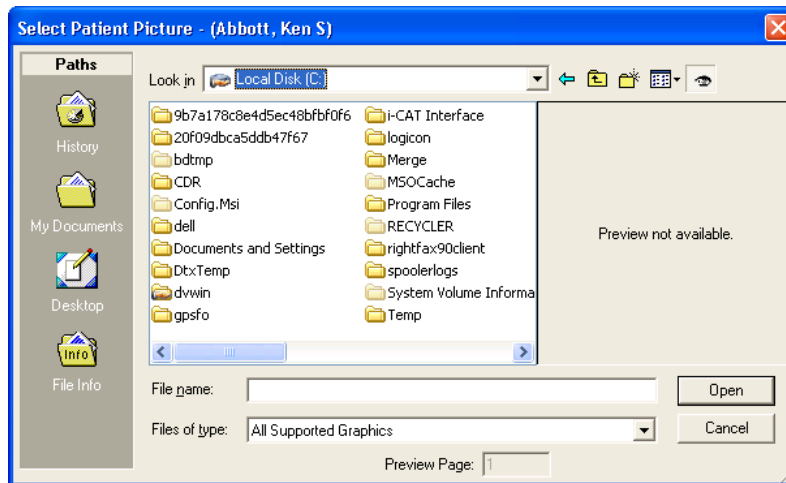 Select Patient Picture - (Abbott, Ken S)
Paths
History
My Documents
Desktop
Info
File Info
Look in Local Disk (C:
9b7a178c8e4d5ec48bfbf0f6
20f09dbca5ddb47f67
bdtmp
CDR
Config.Msi
dell
Documents and Settings
DtxTemp
dvwin
gpsfo
i-CAT Interface
logicon
Merge
MSOCache
Program Files
RECYCLER
rightfax90client
spoolerlogs
System Volume Informa
Temp
Preview not available.
File name:
Open
Files of type: All Supported Graphics
Cancel
Preview Page: 1